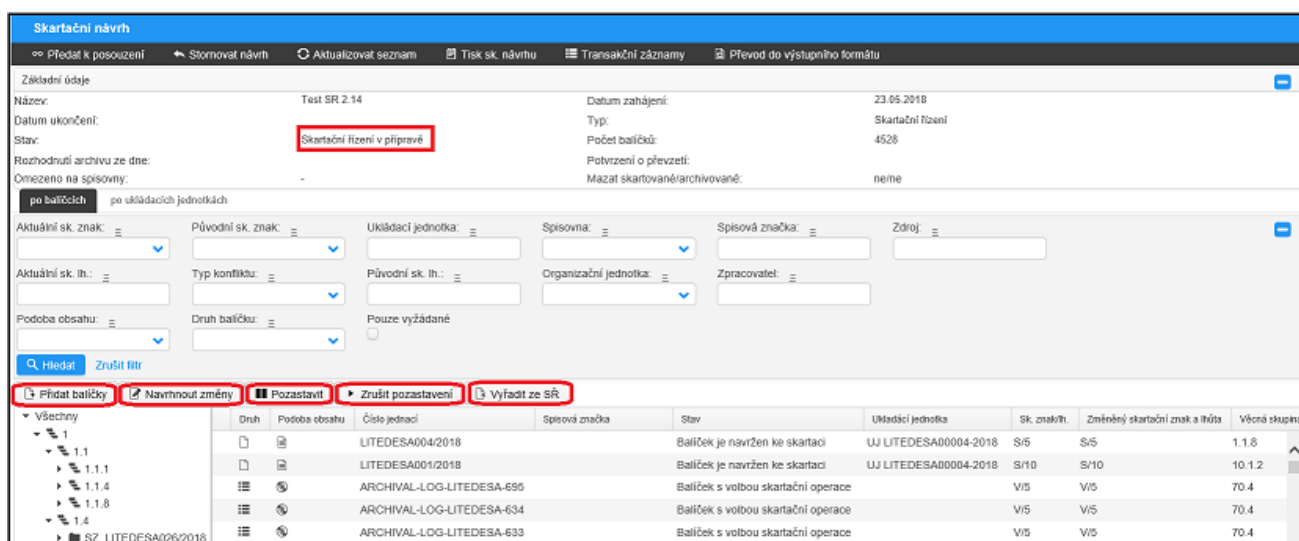 Skartační návrh
Předat k posouzení Stornovat návrh Aktualizovat seznam Tisk sk. návrhu Transakční záznamy Převod do výstupního formátu
Základní údaje
Název: Test SR 2.14 Datum zahájení: 23.05.2018
Datum ukončení: Typ: Skartační řízení
Stav: Skartační řízení v přípravě Počet balíčků: 4528
Rozhodnutí archivu ze dne: Potvrzení o převzetí:
Omezeno na spisovny: - Mazat skartované/archivované: ne/ne
po balíčcích po ukládacích jednotkách
Aktuální sk. znak: Původní sk. znak: Ukládací jednotka: Spisovna: Spisová značka: Zdroj:
Aktuální sk. lh.: Typ konfliktu: Původní sk. lh.: Organizační jednotka: Zpracovatel:
Podoba obsahu: Druh balíčku: Pouze vyžádané
Hledat Zrušit filtr
Přidat balíčky Navrhnout změny Pozastavit Zrušit pozastavení Vyřadit ze SŘ
Všechny Druh Podoba obsahu Číslo jednací Spisová značka Stav Ukládácí jednotka Sk. znak/lh. Změněný skartační znak a lhůta Věcná skupina
1 LITEDESA004/2018 Balíček je navržen ke skartaci UJ LITEDESA00004-2018 S/5 S/5 1.1.8
1.1
1.1.1 LITEDESA001/2018 Balíček je navržen ke skartaci UJ LITEDESA00004-2018 S/10 S/10 10.1.2
1.1.4 ARCHIVAL-LOG-LITEDESA-695 Balíček s volbou skartační operace V/5 V/5 70.4
1.1.8 ARCHIVAL-LOG-LITEDESA-634 Balíček s volbou skartační operace V/5 V/5 70.4
1.4
SZ_LITEDESA026/2018 ARCHIVAL-LOG-LITEDESA-633 Balíček s volbou skartační operace V/5 V/5 70.4